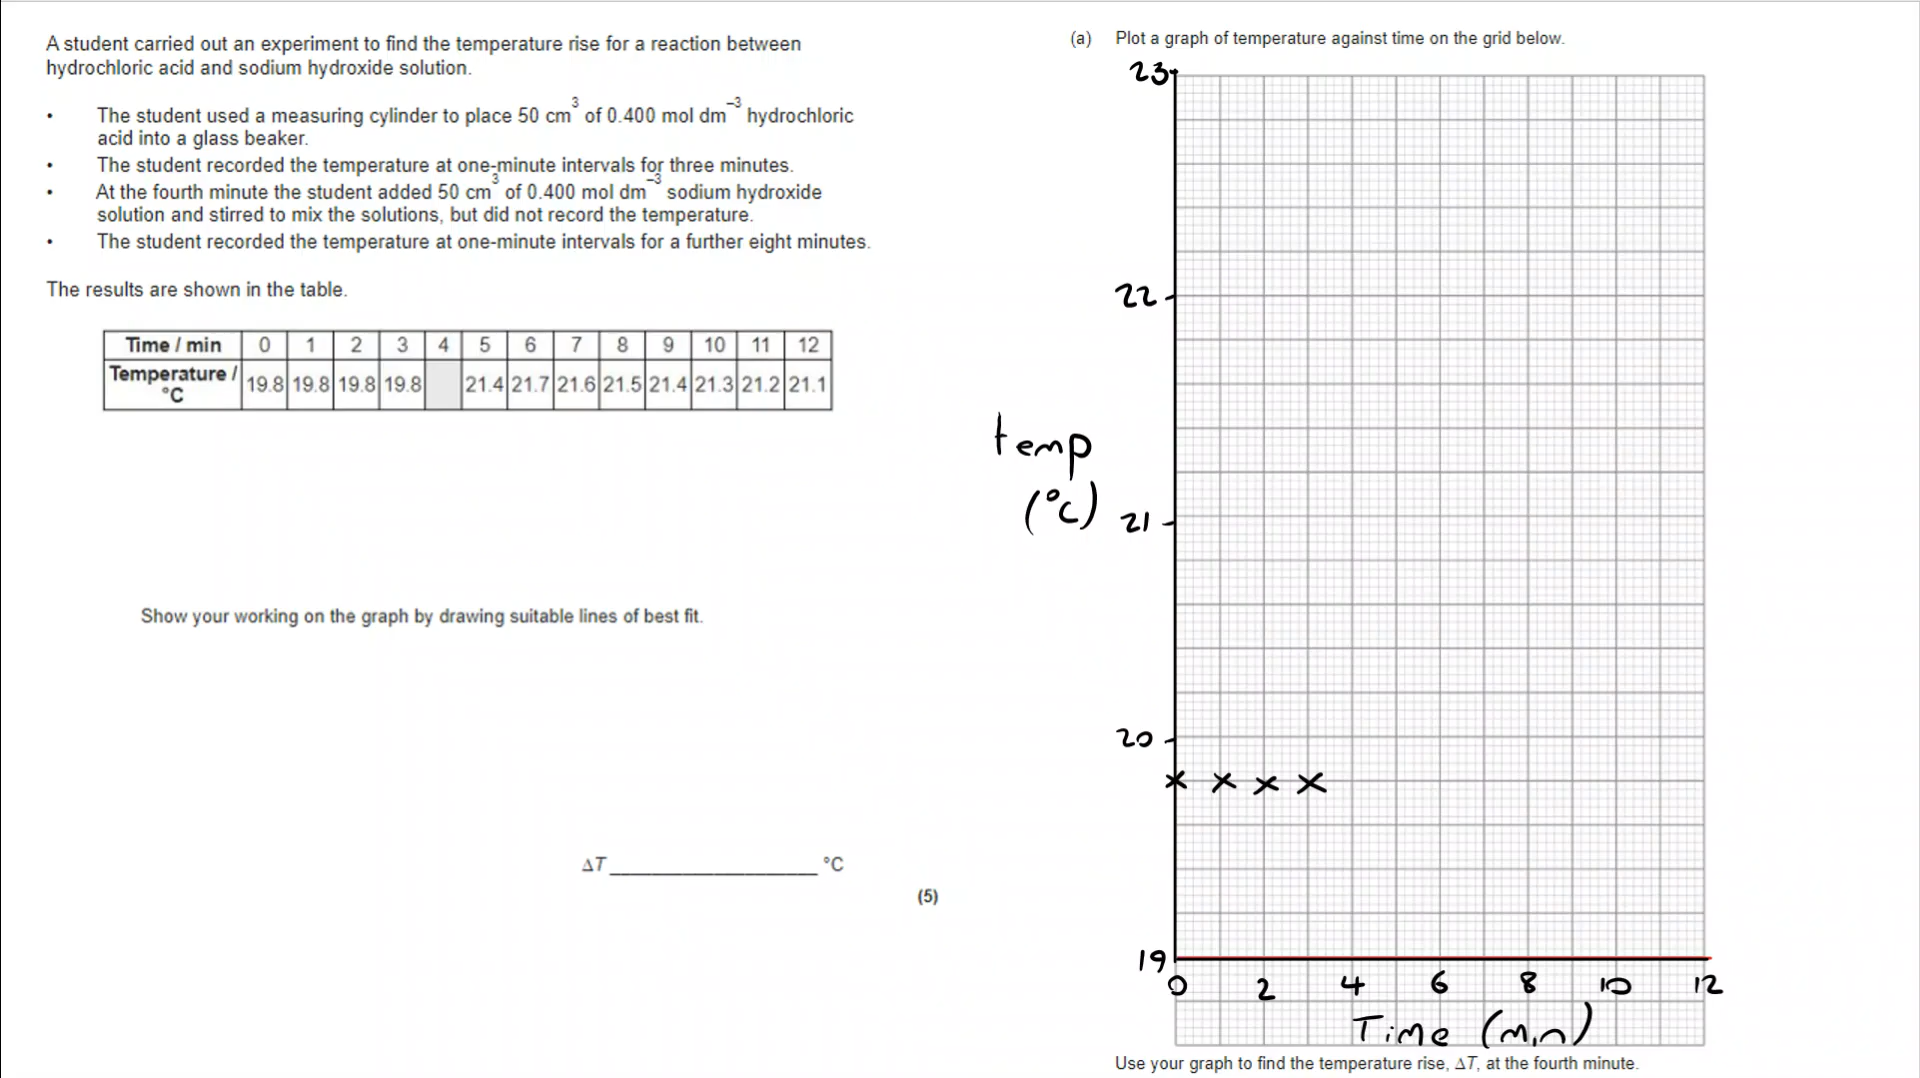 A student carried out an experiment to find the temperature rise for a reaction between
hydrochloric acid and sodium hydroxide solution.
• The student used a measuring cylinder to place 50 cm³ of 0.400 mol dm⁻³ hydrochloric
acid into a glass beaker.
• The student recorded the temperature at one-minute intervals for three minutes.
• At the fourth minute the student added 50 cm³ of 0.400 mol dm⁻³ sodium hydroxide
solution and stirred to mix the solutions, but did not record the temperature.
• The student recorded the temperature at one-minute intervals for a further eight minutes.
The results are shown in the table.
Time / min 0 1 2 3 4 5 6 7 8 9 10 11 12
Temperature / °C 19.8 19.8 19.8 19.8 21.4 21.7 21.6 21.5 21.4 21.3 21.2 21.1
Show your working on the graph by drawing suitable lines of best fit.
ΔT ____________________ °C
(5)
(a) Plot a graph of temperature against time on the grid below.
23
22
temp
(°C)
21
20
19
0 2 4 6 8 10 12
Time (min)
Use your graph to find the temperature rise, ΔT, at the fourth minute.